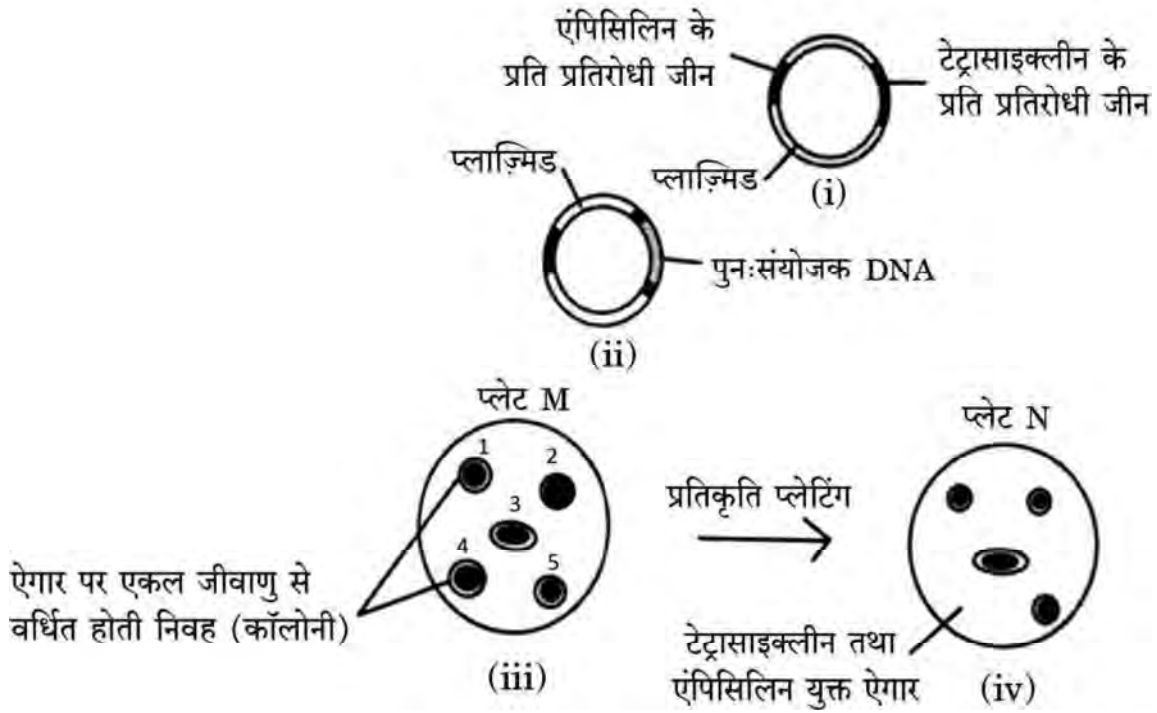 एंपिसिलिन के
प्रति प्रतिरोधी जीन
टेट्रासाइक्लीन के
प्रति प्रतिरोधी जीन
प्लाज़्मिड
(i)
प्लाज़्मिड
पुनःसंयोजक DNA
(ii)
प्लेट M
1
2
3
4
5
ऐगार पर एकल जीवाणु से
वर्धित होती निवह (कॉलोनी)
(iii)
प्रतिकृति प्लेटिंग
प्लेट N
टेट्रासाइक्लीन तथा
एंपिसिलिन युक्त ऐगार
(iv)